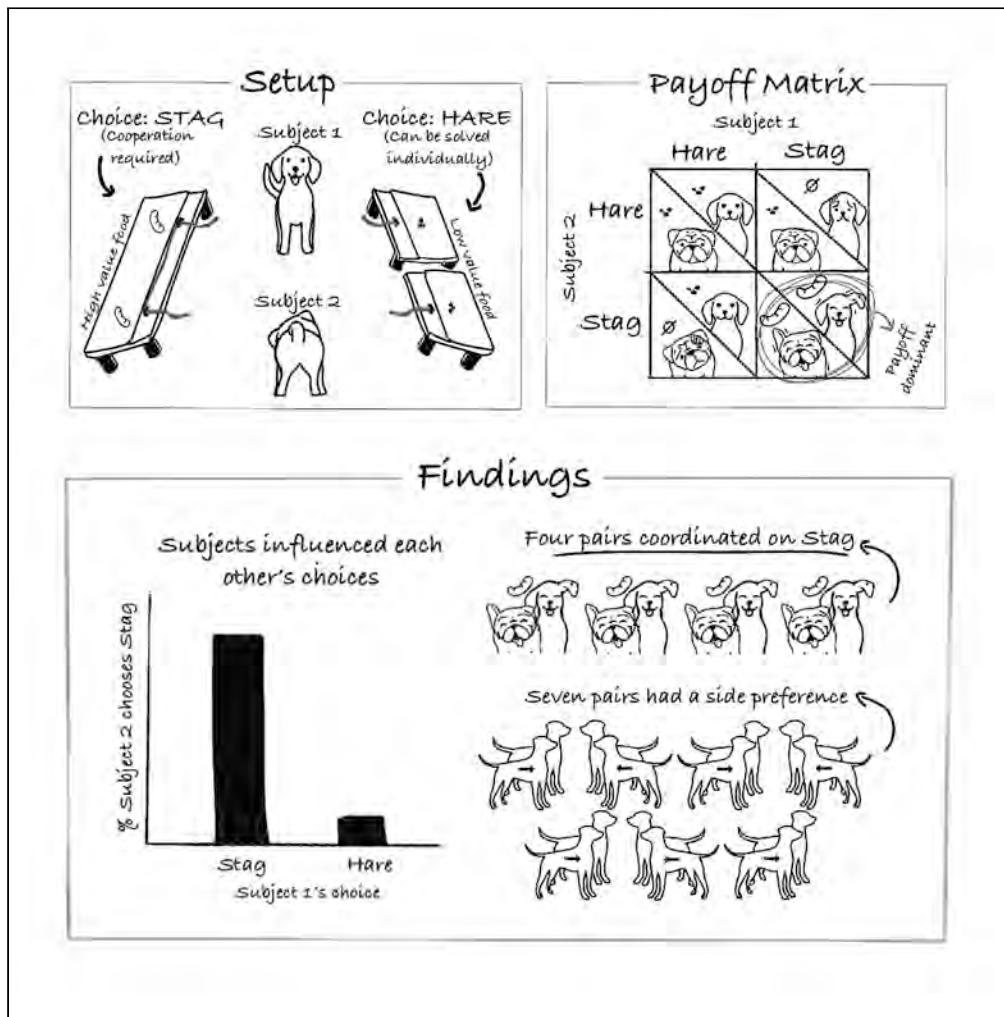 Setup
Choice: STAG
(Cooperation
required)
High value food
Subject 1
Subject 2
Choice: HARE
(Can be solved
individually)
Low value food
Payoff Matrix
Subject 1
Hare
Stag
Subject 2
Hare
Stag
ø
ø
Payoff
dominant
Findings
Subjects influenced each
other's choices
% Subject 2 chooses Stag
Stag
Hare
Subject 1's choice
Four pairs coordinated on Stag
Seven pairs had a side preference